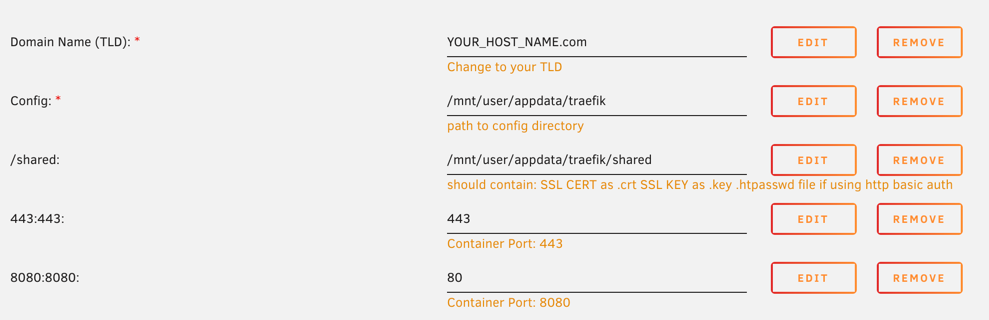 Domain Name (TLD): * YOUR_HOST_NAME.com EDIT REMOVE
Change to your TLD
Config: * /mnt/user/appdata/traefik EDIT REMOVE
path to config directory
/shared: /mnt/user/appdata/traefik/shared EDIT REMOVE
should contain: SSL CERT as .crt SSL KEY as .key .htpasswd file if using http basic auth
443:443: 443 EDIT REMOVE
Container Port: 443
8080:8080: 80 EDIT REMOVE
Container Port: 8080